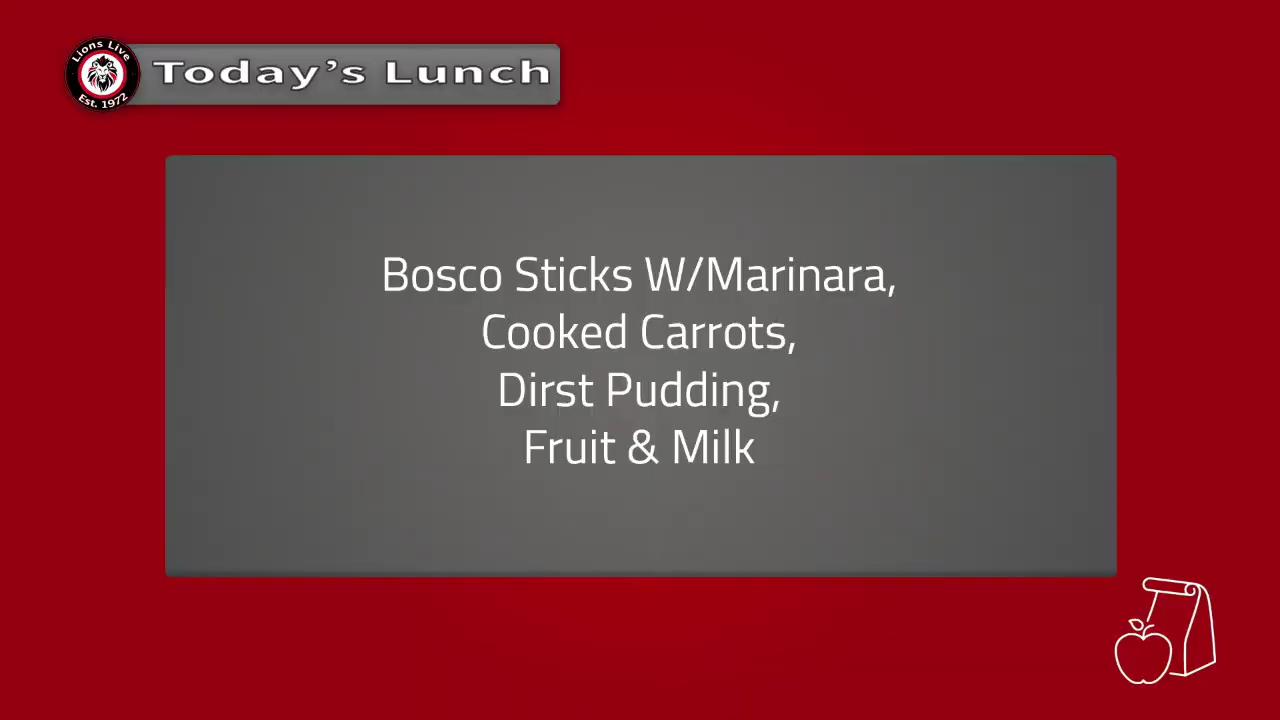 Lions Live
Est. 1972
Today’s Lunch
Bosco Sticks W/Marinara,
Cooked Carrots,
Dirst Pudding,
Fruit & Milk